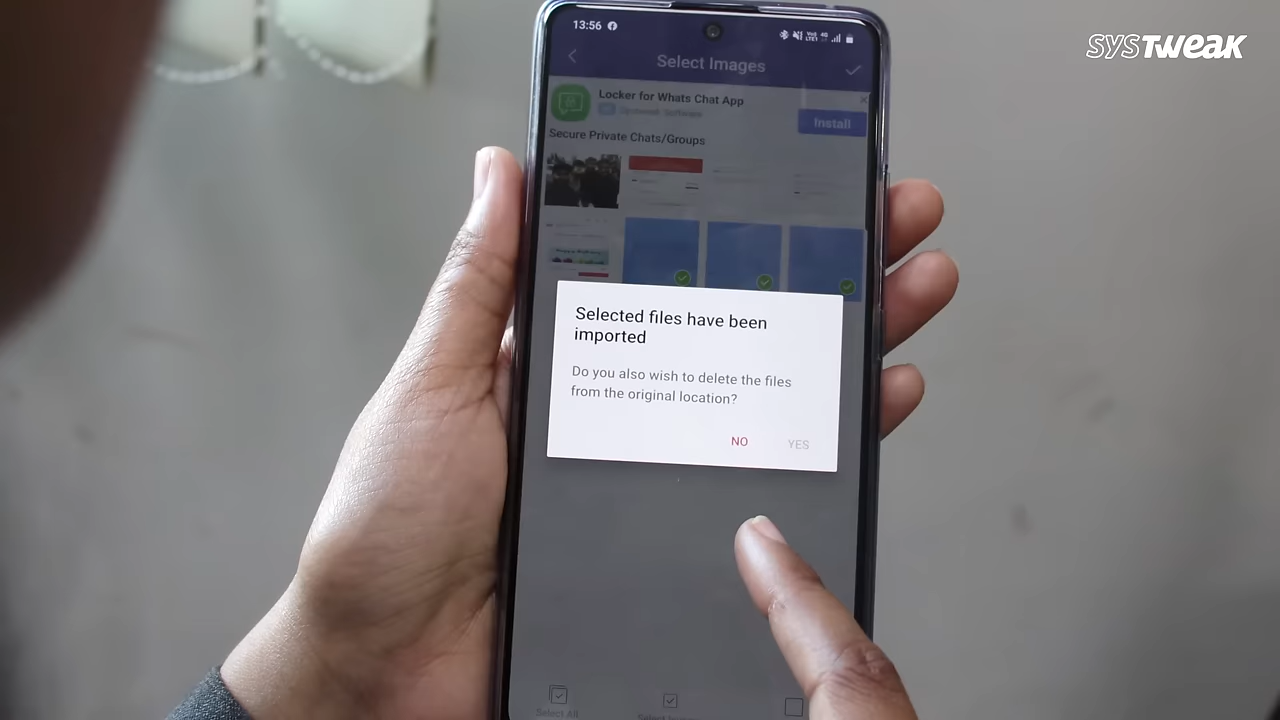 SYSTWEAK
13:56
Select Images
Locker for Whats Chat App
Install
Secure Private Chats/Groups
Selected files have been
imported
Do you also wish to delete the files
from the original location?
NO
YES
Select All